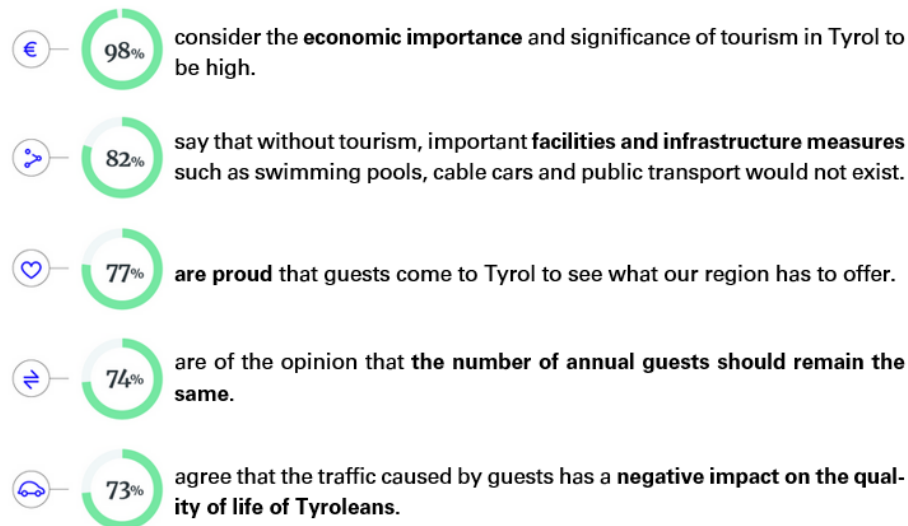 €
98%
consider the economic importance and significance of tourism in Tyrol to
be high.
82%
say that without tourism, important facilities and infrastructure measures
such as swimming pools, cable cars and public transport would not exist.
77%
are proud that guests come to Tyrol to see what our region has to offer.
74%
are of the opinion that the number of annual guests should remain the
same.
73%
agree that the traffic caused by guests has a negative impact on the qual-
ity of life of Tyroleans.